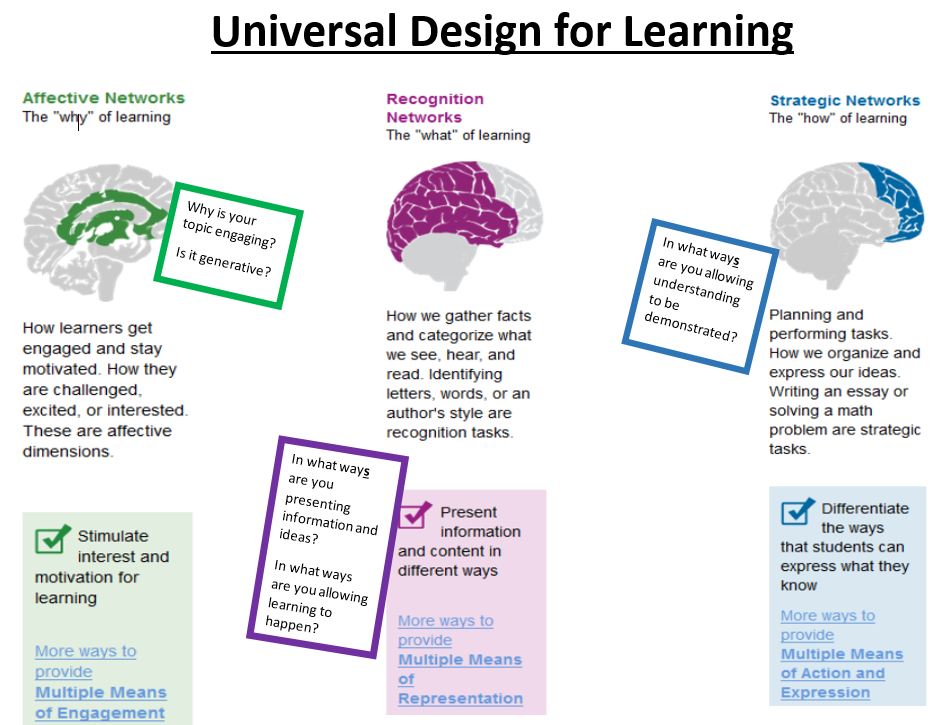 Universal Design for Learning
Affective Networks
The "why" of learning
Why is your
topic engaging?
Is it generative?
How learners get
engaged and stay
motivated. How they
are challenged,
excited, or interested.
These are affective
dimensions.
Stimulate
interest and
motivation for
learning
More ways to
provide
Multiple Means
of Engagement
Recognition
Networks
The "what" of learning
How we gather facts
and categorize what
we see, hear, and
read. Identifying
letters, words, or an
author's style are
recognition tasks.
In what ways
are you
presenting
information and
ideas?
In what ways
are you allowing
learning to
happen?
Present
information
and content in
different ways
More ways to
provide
Multiple Means
of
Representation
Strategic Networks
The "how" of learning
In what ways
are you allowing
understanding
to be
demonstrated?
Planning and
performing tasks.
How we organize and
express our ideas.
Writing an essay or
solving a math
problem are strategic
tasks.
Differentiate
the ways
that students can
express what they
know
More ways to
provide
Multiple Means
of Action and
Expression